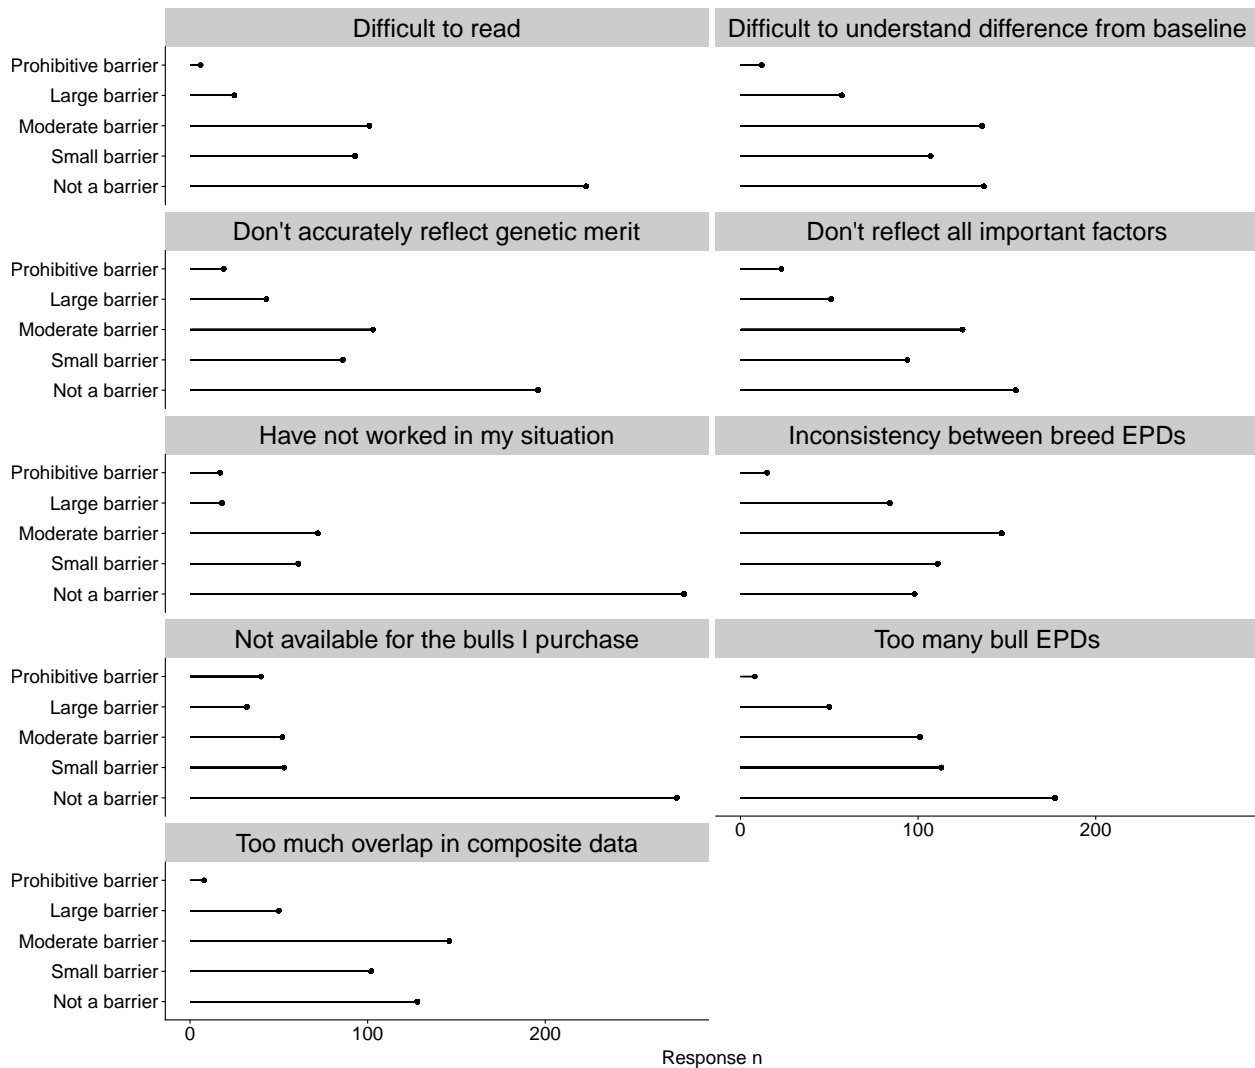 Difficult to read
Difficult to understand difference from baseline
Prohibitive barrier
Large barrier
Moderate barrier
Small barrier
Not a barrier
Don't accurately reflect genetic merit
Don't reflect all important factors
Prohibitive barrier
Large barrier
Moderate barrier
Small barrier
Not a barrier
Have not worked in my situation
Inconsistency between breed EPDs
Prohibitive barrier
Large barrier
Moderate barrier
Small barrier
Not a barrier
Not available for the bulls I purchase
Too many bull EPDs
Prohibitive barrier
Large barrier
Moderate barrier
Small barrier
Not a barrier
0 100 200
Too much overlap in composite data
Prohibitive barrier
Large barrier
Moderate barrier
Small barrier
Not a barrier
0 100 200
Response n